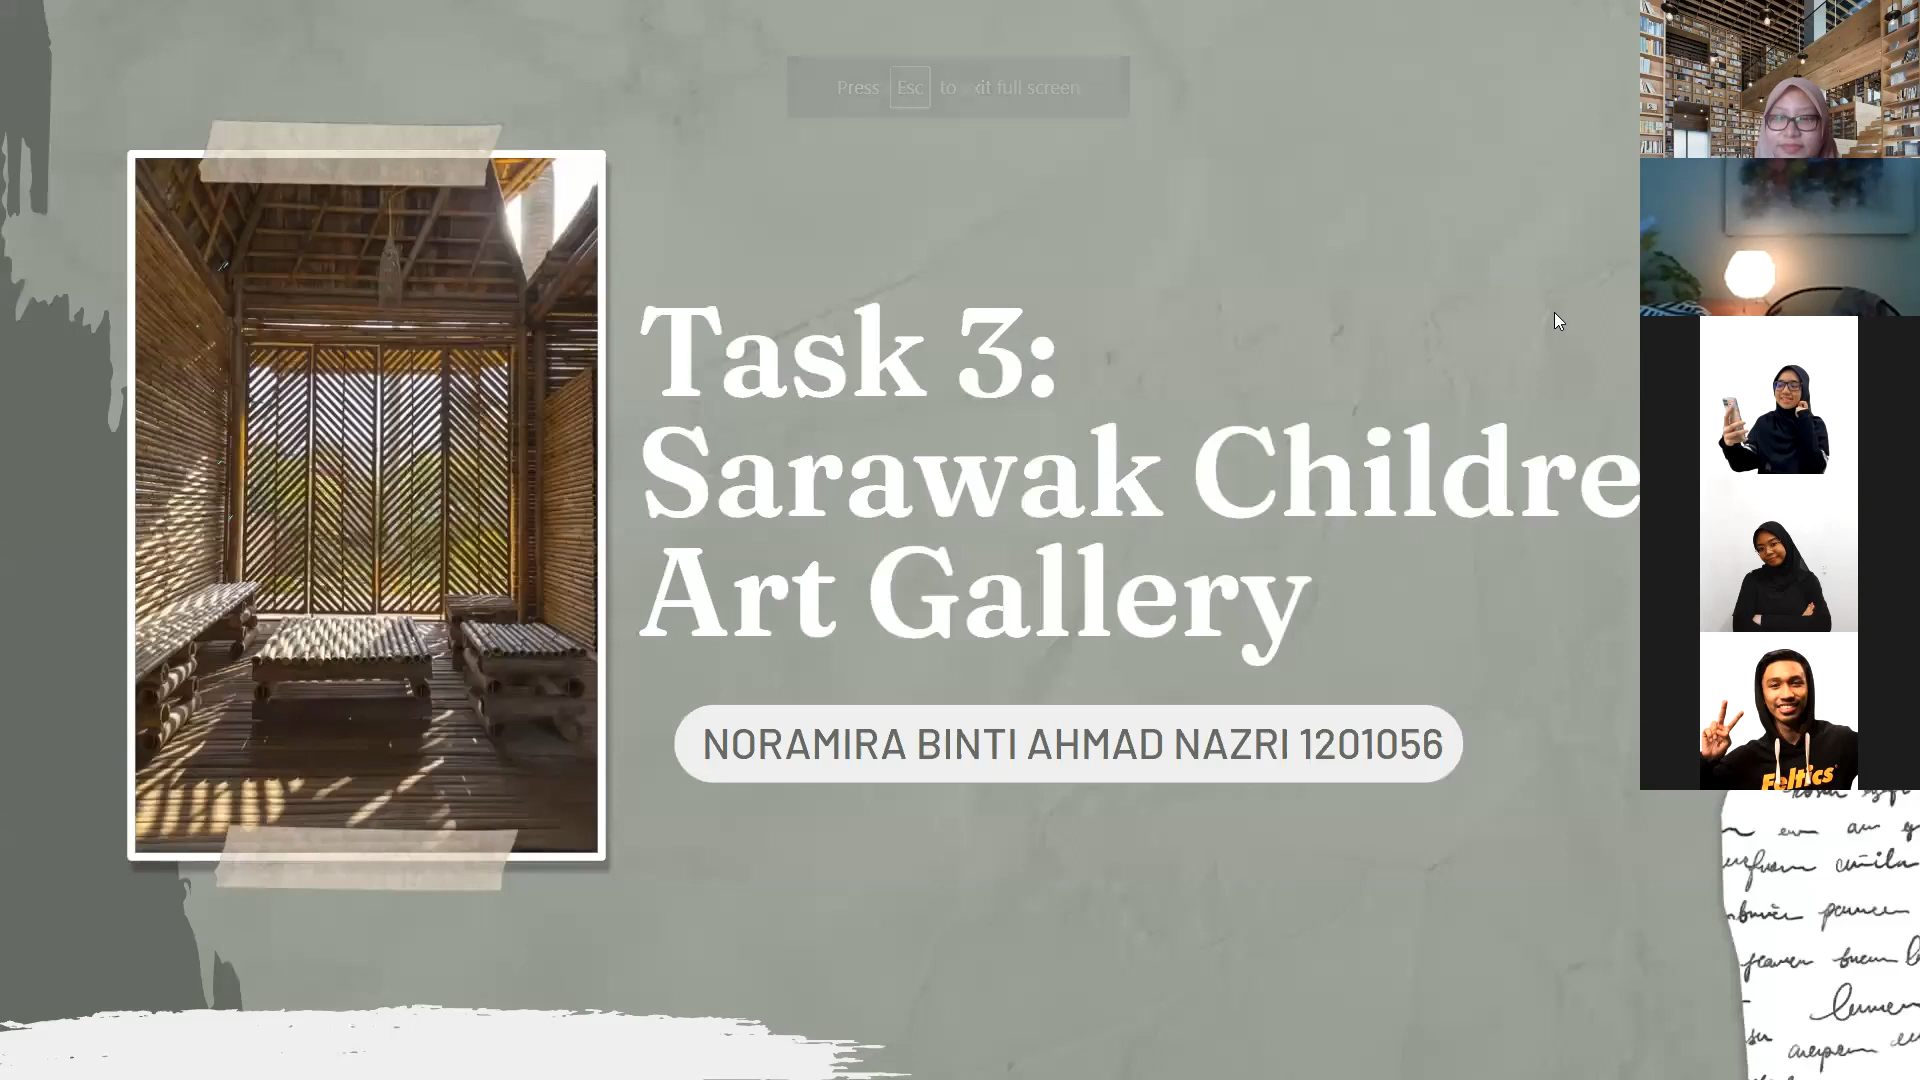 Press Esc to exit full screen
Task 3:
Sarawak Childre
Art Gallery
NORAMIRA BINTI AHMAD NAZRI 1201056
Feltics